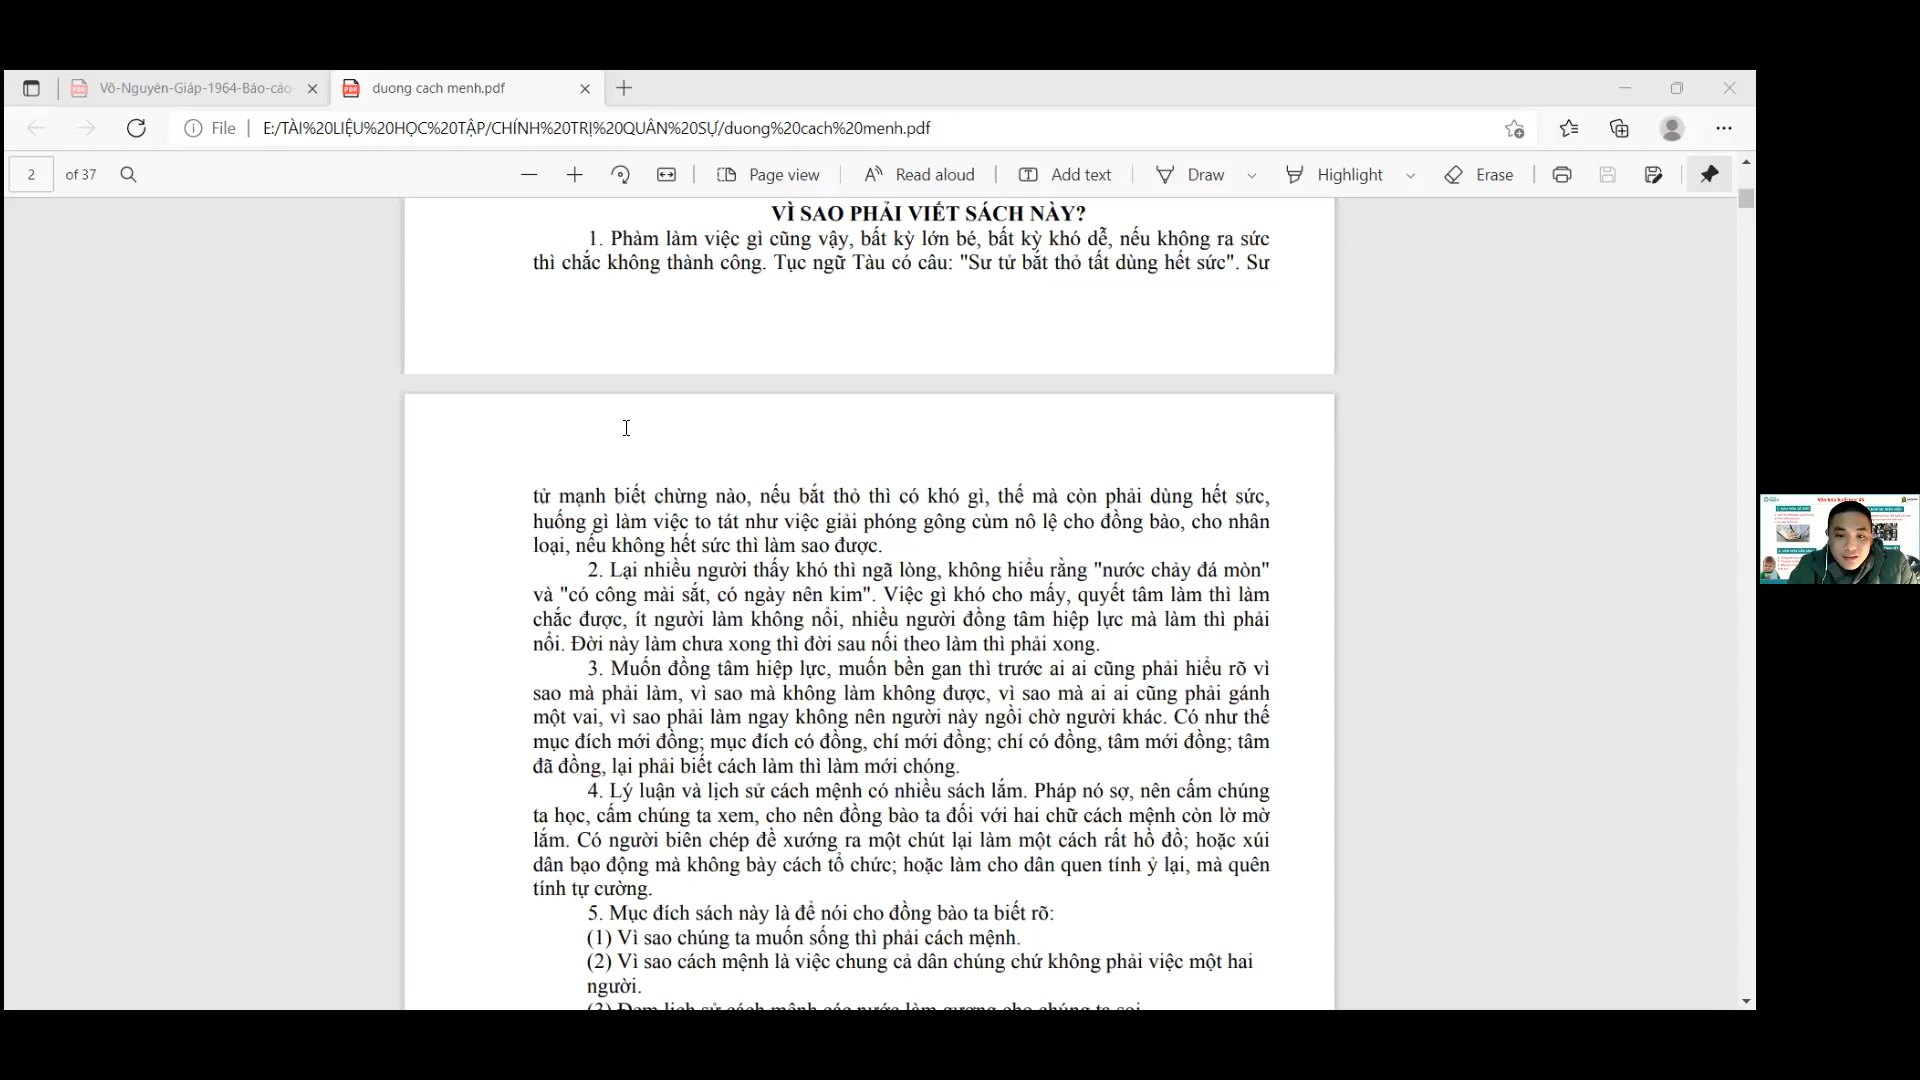 Võ-Nguyên-Giáp-1964-Báo-cáo-
duong cach menh.pdf
File
E:/TÀI%20LIỆU%20HỌC%20TẬP/CHÍNH%20TRỊ%20QUÂN%20SỰ/duong%20cach%20menh.pdf
2 of 37
Page view
Read aloud
Add text
Draw
Highlight
Erase
VÌ SAO PHẢI VIẾT SÁCH NÀY?
1. Phàm làm việc gì cũng vậy, bất kỳ lớn bé, bất kỳ khó dễ, nếu không ra sức
thì chắc không thành công. Tục ngữ Tàu có câu: "Sư tử bắt thỏ tất dùng hết sức". Sư
tử mạnh biết chừng nào, nếu bắt thỏ thì có khó gì, thế mà còn phải dùng hết sức,
huống gì làm việc to tát như việc giải phóng gông cùm nô lệ cho đồng bào, cho nhân
loại, nếu không hết sức thì làm sao được.
2. Lại nhiều người thấy khó thì ngã lòng, không hiểu rằng "nước chảy đá mòn"
và "có công mài sắt, có ngày nên kim". Việc gì khó cho mấy, quyết tâm làm thì làm
chắc được, ít người làm không nổi, nhiều người đồng tâm hiệp lực mà làm thì phải
nổi. Đời này làm chưa xong thì đời sau nối theo làm thì phải xong.
3. Muốn đồng tâm hiệp lực, muốn bền gan thì trước ai ai cũng phải hiểu rõ vì
sao mà phải làm, vì sao mà không làm không được, vì sao mà ai ai cũng phải gánh
một vai, vì sao phải làm ngay không nên người này ngồi chờ người khác. Có như thế
mục đích mới đồng; mục đích có đồng, chí mới đồng; chí có đồng, tâm mới đồng; tâm
đã đồng, lại phải biết cách làm thì làm mới chóng.
4. Lý luận và lịch sử cách mệnh có nhiều sách lắm. Pháp nó sợ, nên cấm chúng
ta học, cấm chúng ta xem, cho nên đồng bào ta đối với hai chữ cách mệnh còn lờ mờ
lắm. Có người biên chép đề xướng ra một chút lại làm một cách rất hồ đồ; hoặc xúi
dân bạo động mà không bày cách tổ chức; hoặc làm cho dân quen tính ỷ lại, mà quên
tính tự cường.
5. Mục đích sách này là để nói cho đồng bào ta biết rõ:
(1) Vì sao chúng ta muốn sống thì phải cách mệnh.
(2) Vì sao cách mệnh là việc chung cả dân chúng chứ không phải việc một hai
người.
(3) Đem lịch sử cách mệnh các nước làm gương cho chúng ta soi.